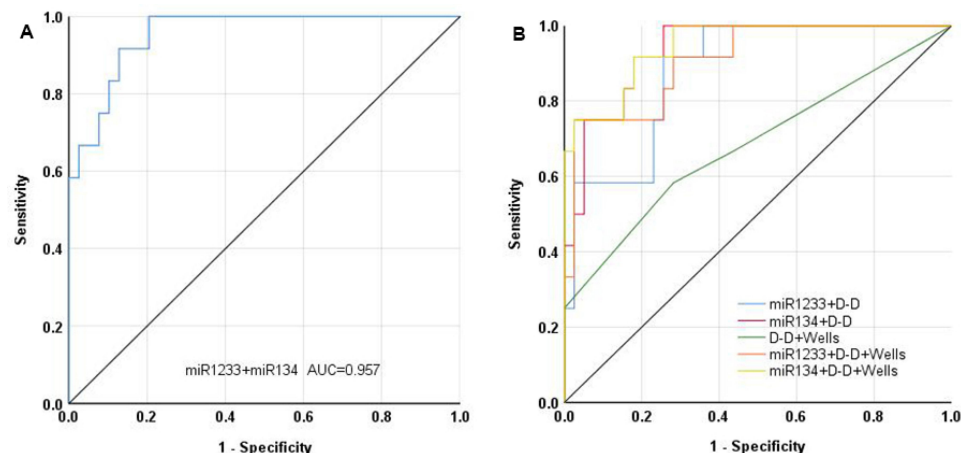 A
1.0
0.8
0.6
0.4
0.2
0.0
Sensitivity
miR1233+miR134 AUC=0.957
0.0 0.2 0.4 0.6 0.8 1.0
1 - Specificity
B
1.0
0.8
0.6
0.4
0.2
0.0
Sensitivity
miR1233+D-D
miR134+D-D
D-D+Wells
miR1233+D-D+Wells
miR134+D-D+Wells
0.0 0.2 0.4 0.6 0.8 1.0
1 - Specificity